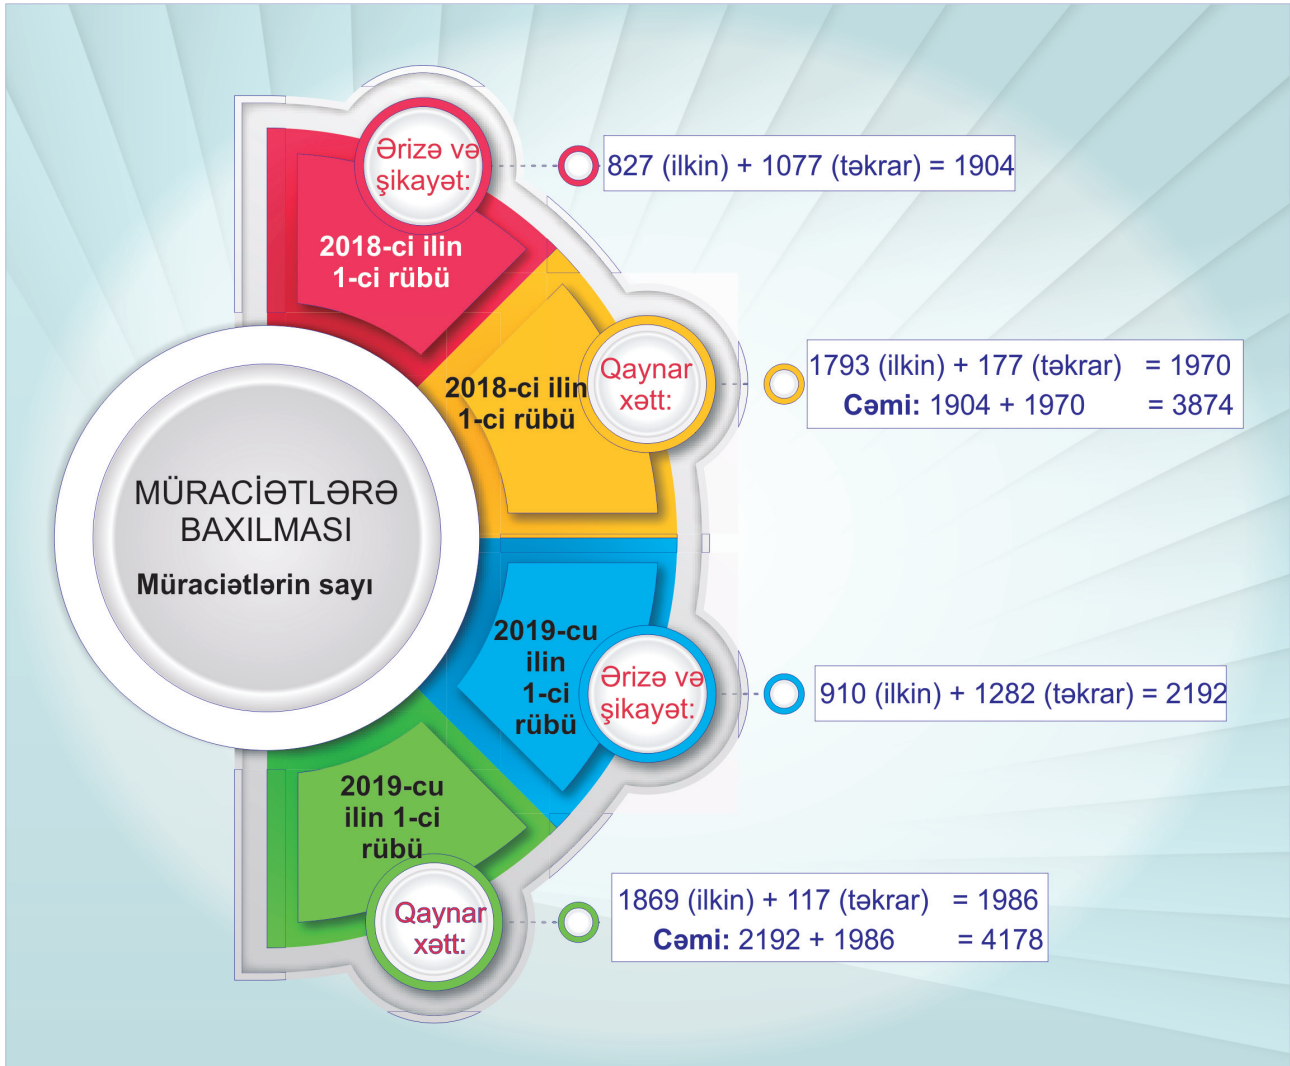 Ərizə və
şikayət:
2018-ci ilin
1-ci rübü
827 (ilkin) + 1077 (təkrar) = 1904
Qaynar
xətt:
2018-ci ilin
1-ci rübü
1793 (ilkin) + 177 (təkrar) = 1970
Cəmi: 1904 + 1970 = 3874
MÜRACİƏTLƏRƏ
BAXILMASI
Müraciətlərin sayı
2019-cu
ilin
1-ci
rübü
Ərizə və
şikayət:
910 (ilkin) + 1282 (təkrar) = 2192
2019-cu
ilin 1-ci
rübü
Qaynar
xətt:
1869 (ilkin) + 117 (təkrar) = 1986
Cəmi: 2192 + 1986 = 4178